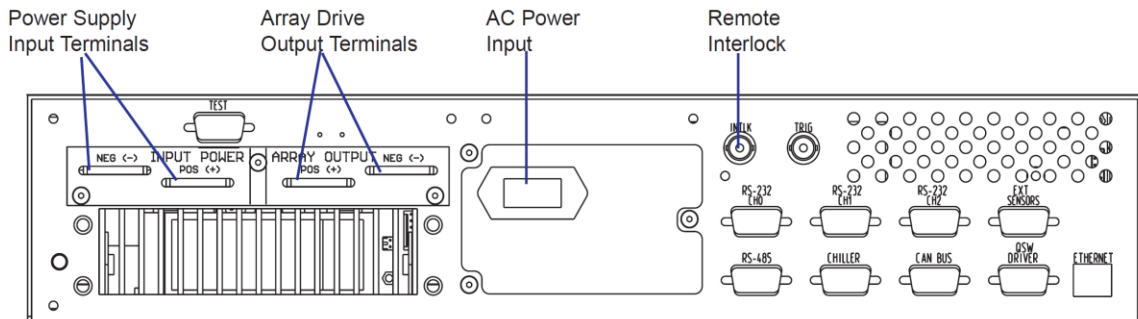 Power Supply
Input Terminals
Array Drive
Output Terminals
AC Power
Input
Remote
Interlock
TEST
INTLK
TRIG
INPUT POWER
ARRAY OUTPUT
NEG (-)
POS (+)
POS (+)
NEG (-)
RS-232
CH0
RS-232
CH1
RS-232
CH2
EXT
SENSORS
RS-485
CHILLER
CAN BUS
QSW
DRIVER
ETHERNET